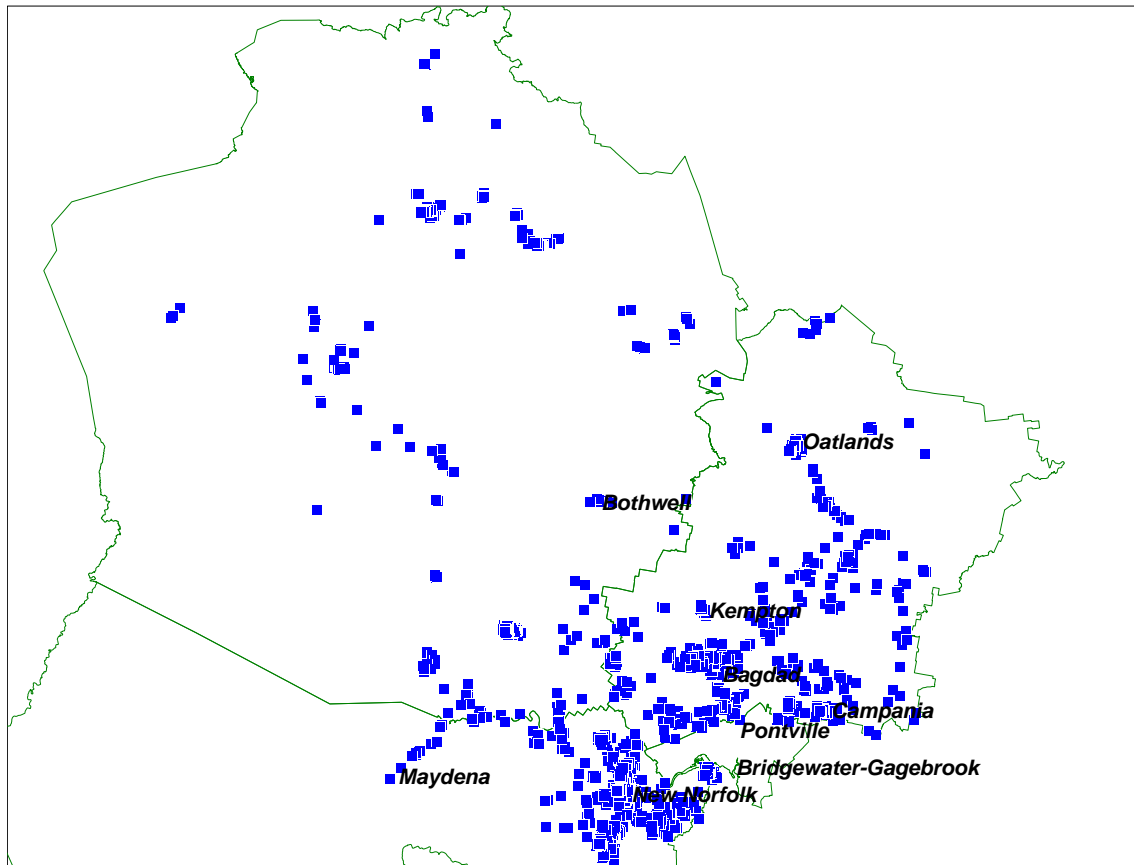 Oatlands
Bothwell
Kempton
Bagdad
Campania
Pontville
Bridgewater-Gagebrook
Maydena
New Norfolk